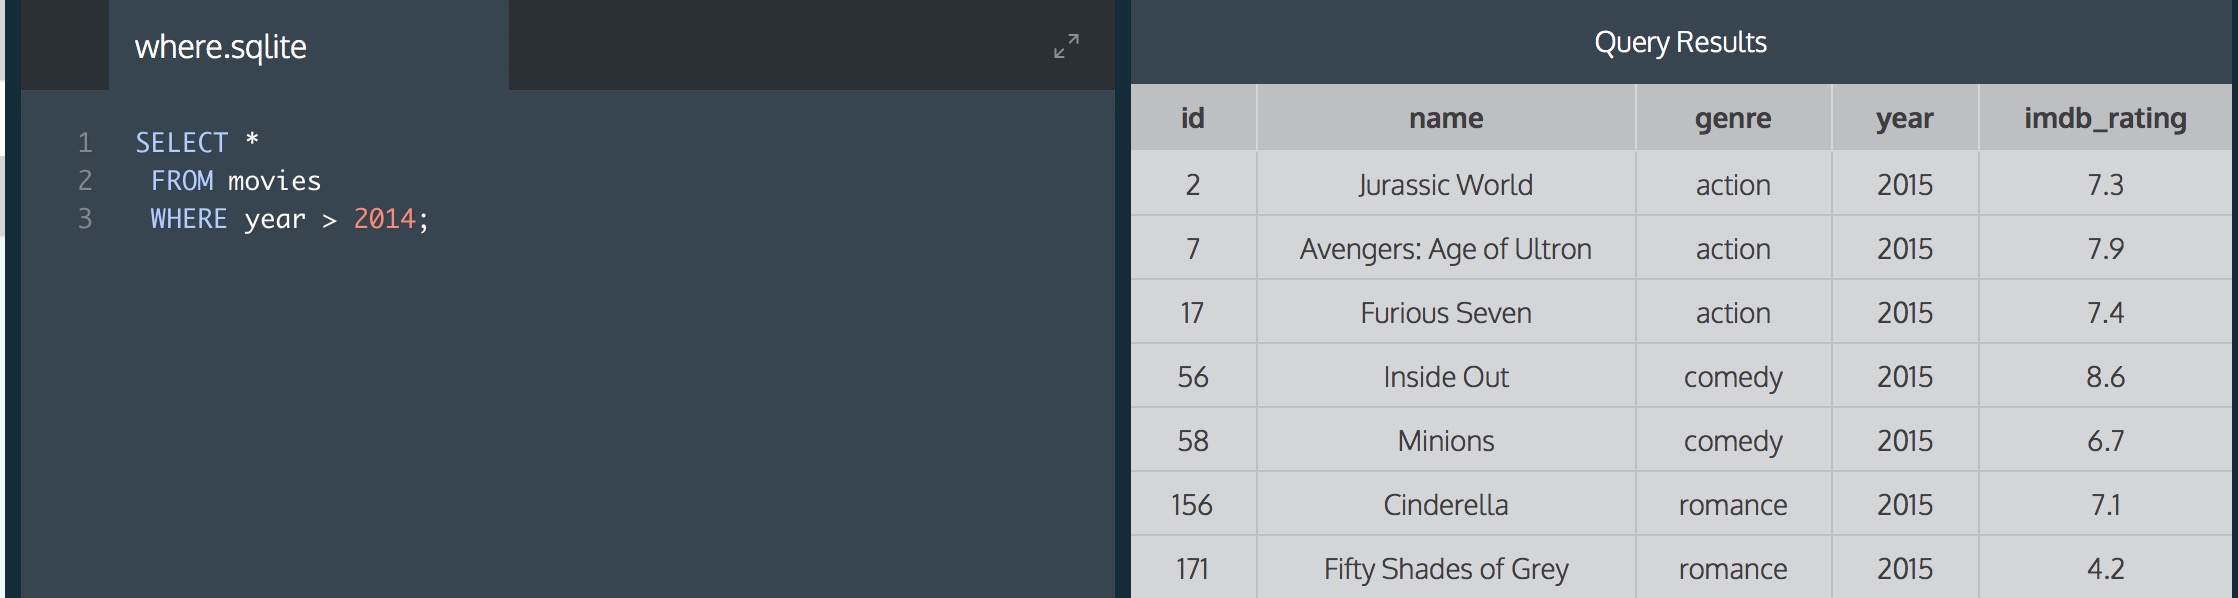 where.sqlite
1 SELECT *
2 FROM movies
3 WHERE year > 2014;
Query Results
id name genre year imdb_rating
2 Jurassic World action 2015 7.3
7 Avengers: Age of Ultron action 2015 7.9
17 Furious Seven action 2015 7.4
56 Inside Out comedy 2015 8.6
58 Minions comedy 2015 6.7
156 Cinderella romance 2015 7.1
171 Fifty Shades of Grey romance 2015 4.2